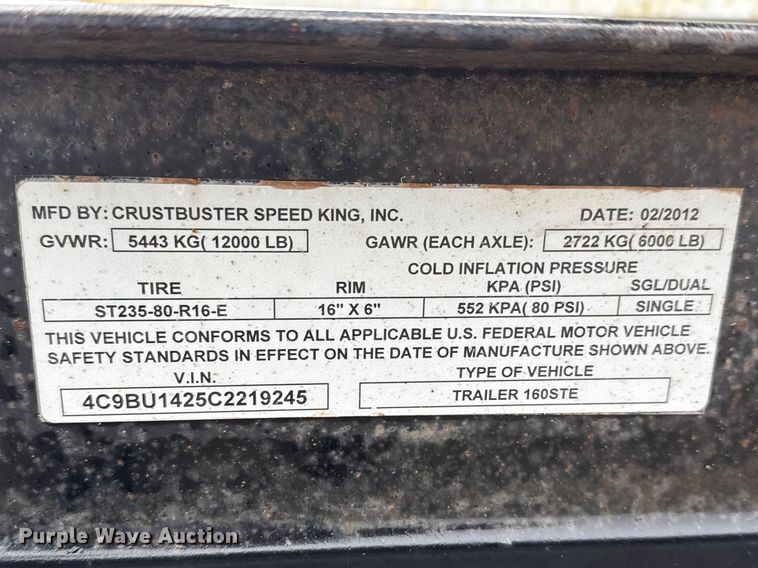 MFD BY: CRUSTBUSTER SPEED KING, INC. DATE: 02/2012
GVWR: 5443 KG( 12000 LB) GAWR (EACH AXLE): 2722 KG( 6000 LB)
COLD INFLATION PRESSURE
TIRE RIM KPA (PSI) SGL/DUAL
ST235-80-R16-E 16" X 6" 552 KPA( 80 PSI) SINGLE
THIS VEHICLE CONFORMS TO ALL APPLICABLE U.S. FEDERAL MOTOR VEHICLE
SAFETY STANDARDS IN EFFECT ON THE DATE OF MANUFACTURE SHOWN ABOVE.
V.I.N. TYPE OF VEHICLE
4C9BU1425C2219245 TRAILER 160STE
Purple Wave Auction